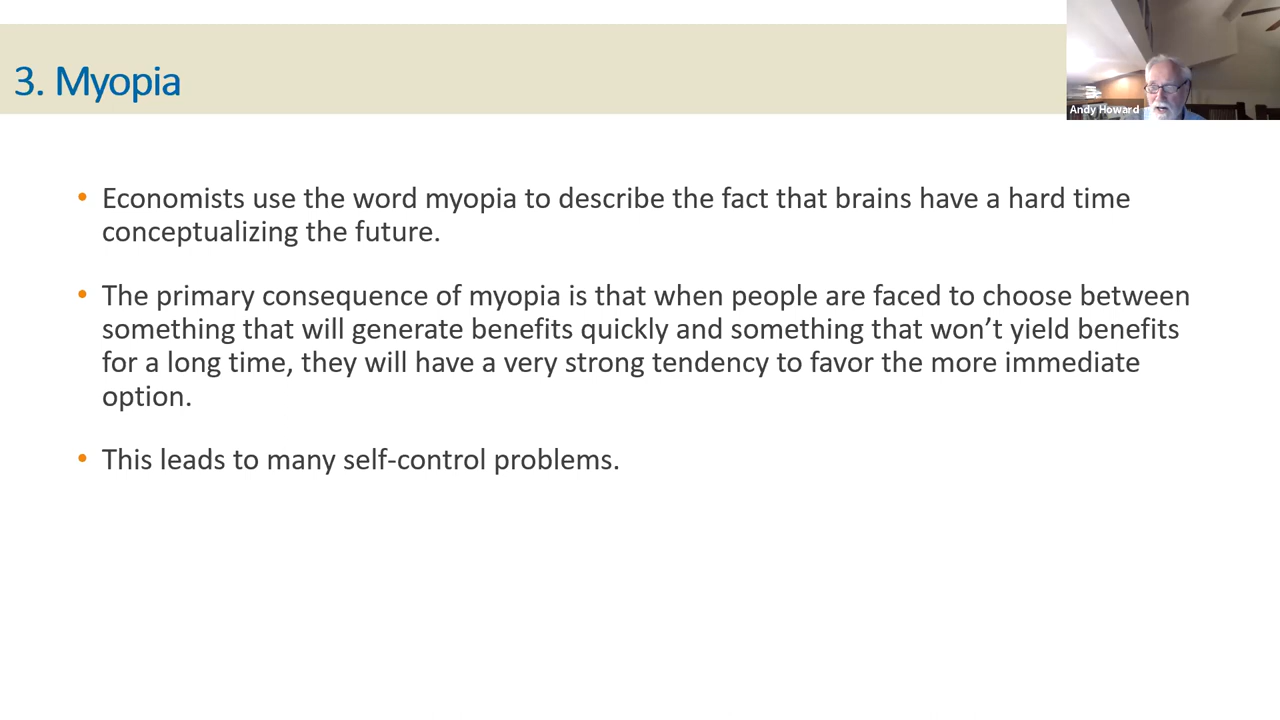 3. Myopia
Andy Howard
• Economists use the word myopia to describe the fact that brains have a hard time
conceptualizing the future.
• The primary consequence of myopia is that when people are faced to choose between
something that will generate benefits quickly and something that won’t yield benefits
for a long time, they will have a very strong tendency to favor the more immediate
option.
• This leads to many self-control problems.